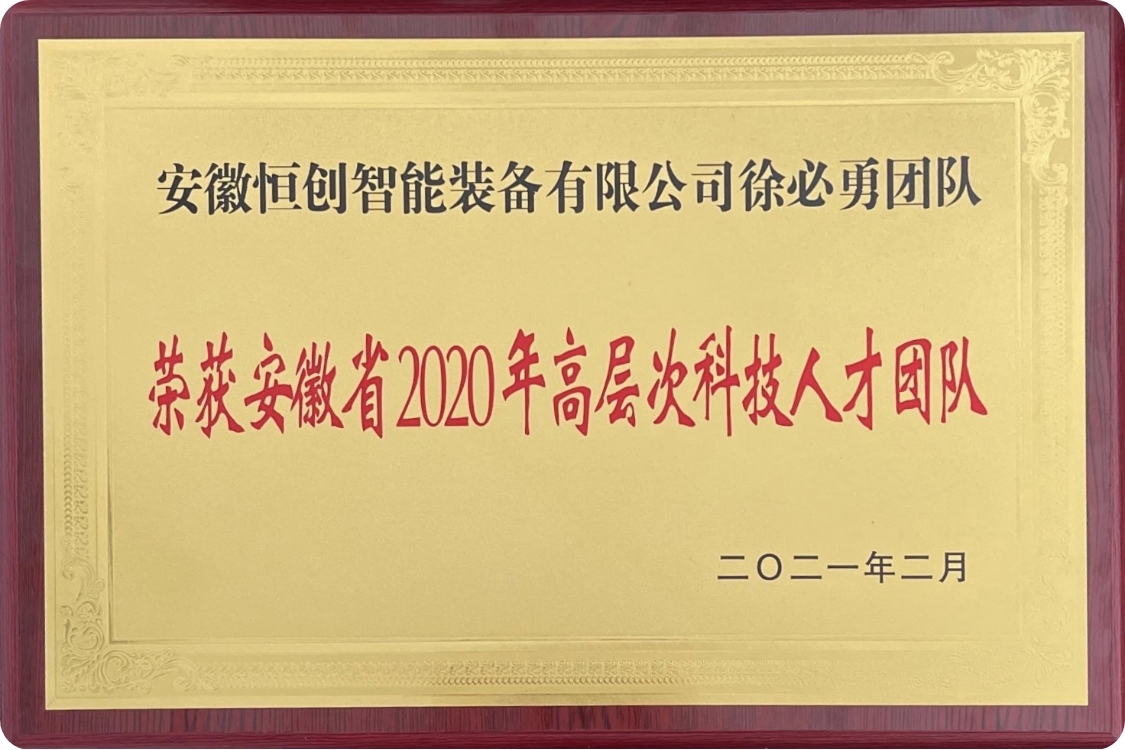 安徽恒创智能装备有限公司徐必勇团队
荣获安徽省2020年高层次科技人才团队
二〇二一年二月